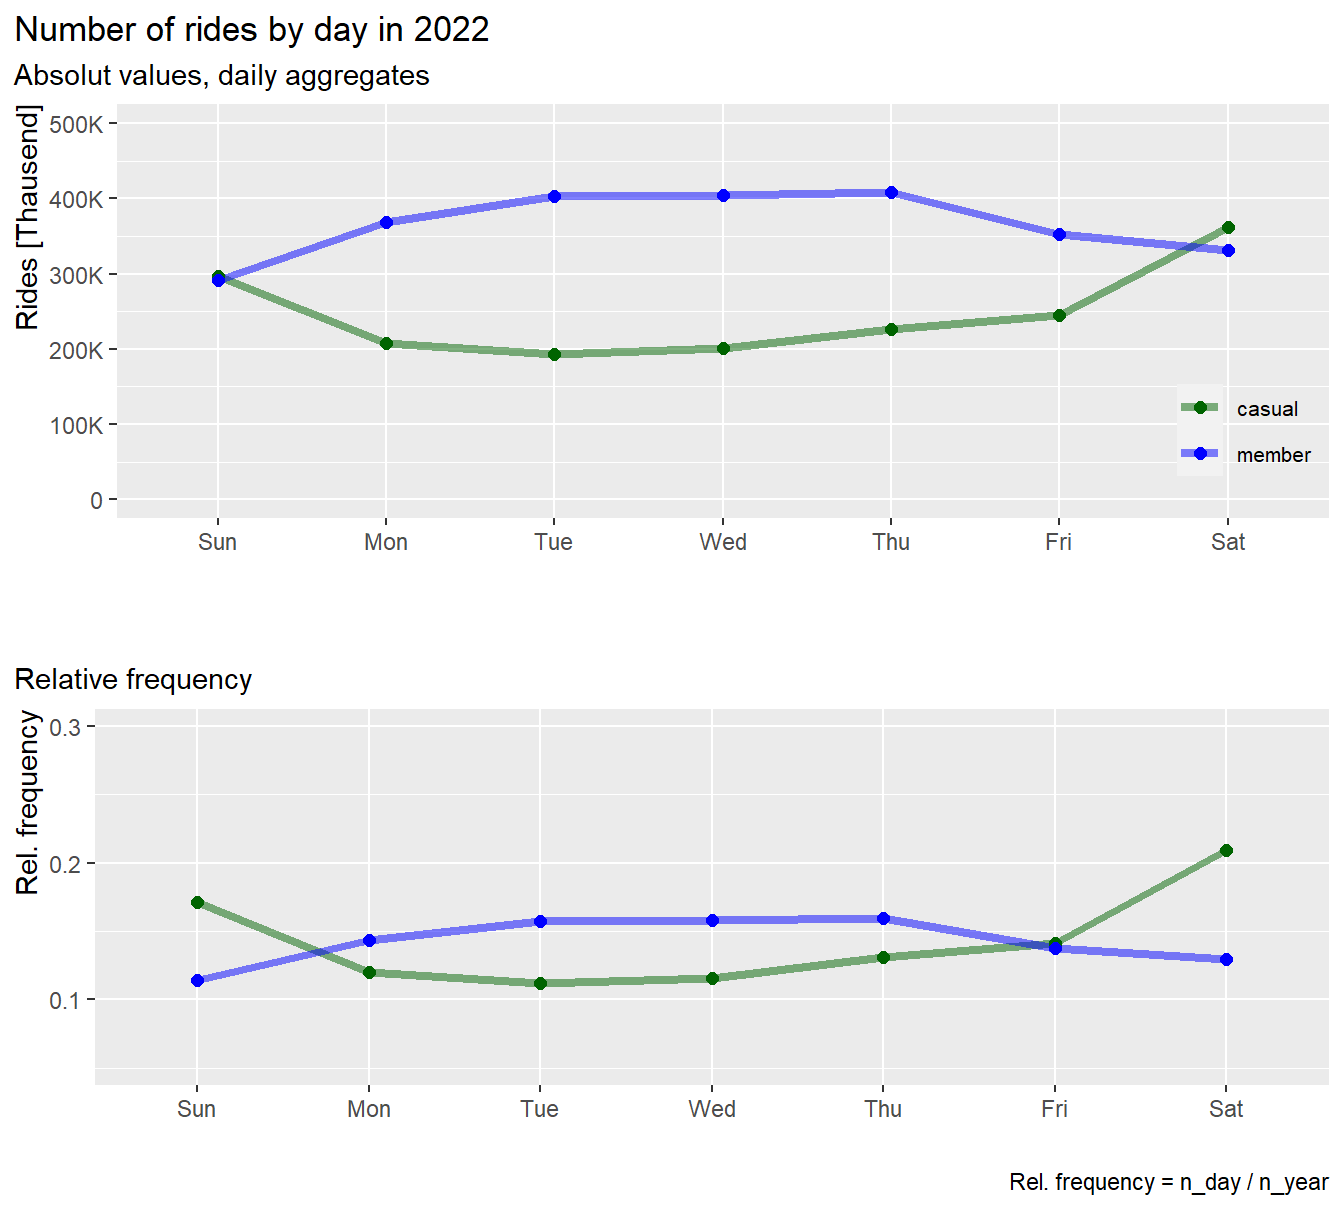 Number of rides by day in 2022
Absolut values, daily aggregates
Rides [Thausend]
500K
400K
300K
200K
100K
0
casual
member
Sun Mon Tue Wed Thu Fri Sat
Relative frequency
Rel. frequency
0.3
0.2
0.1
Sun Mon Tue Wed Thu Fri Sat
Rel. frequency = n_day / n_year